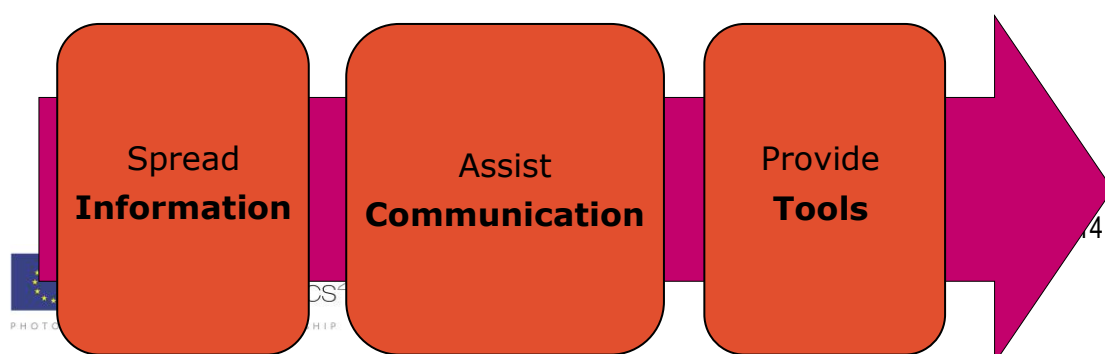 Spread
Information
Assist
Communication
Provide
Tools